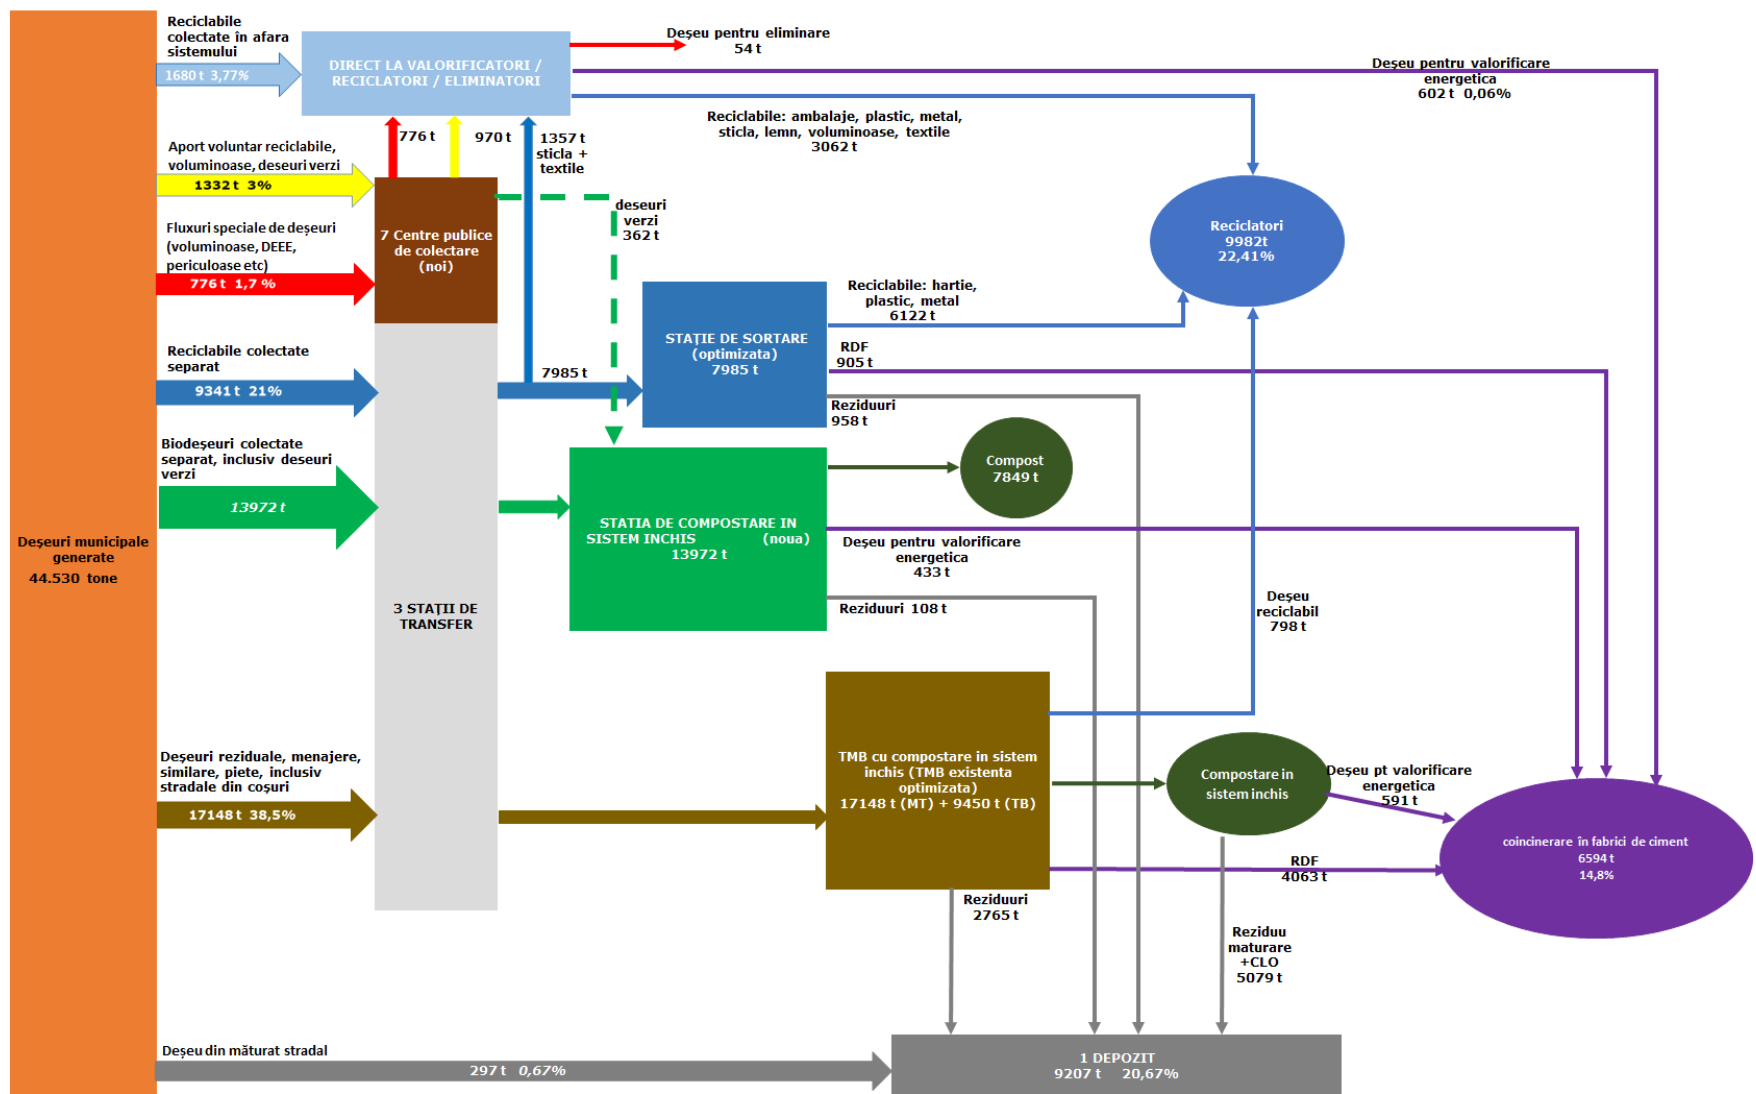 Reciclabile
colectate în afara
sistemului
1680 t 3,77%
DIRECT LA VALORIFICATORI /
RECICLATORI / ELIMINATORI
Deșeu pentru eliminare
54 t
Deșeu pentru valorificare
energetica
602 t 0,06%
776 t
970 t
1357 t
sticla +
textile
Reciclabile: ambalaje, plastic, metal,
sticla, lemn, voluminoase, textile
3062 t
Aport voluntar reciclabile,
voluminoase, deseuri verzi
1332 t 3%
Fluxuri speciale de deșeuri
(voluminoase, DEEE,
periculoase etc)
776 t 1,7 %
7 Centre publice
de colectare
(noi)
deseuri
verzi
362 t
Reciclatori
9982t
22,41%
Reciclabile: hartie,
plastic, metal
6122 t
STAȚIE DE SORTARE
(optimizata)
7985 t
RDF
905 t
Reciclabile colectate
separat
9341 t 21%
7985 t
Reziduuri
958 t
Biodeșeuri colectate
separat, inclusiv deseuri
verzi
13972 t
Compost
7849 t
STATIA DE COMPOSTARE IN
SISTEM INCHIS (noua)
13972 t
Deșeu pentru valorificare
energetica
433 t
Deșeuri municipale
generate
44.530 tone
Reziduuri 108 t
3 STAȚII DE
TRANSFER
Deșeu
reciclabil
798 t
Deșeuri reziduale, menajere,
similare, piete, inclusiv
stradale din coșuri
17148 t 38,5%
TMB cu compostare in sistem
inchis (TMB existenta
optimizata)
17148 t (MT) + 9450 t (TB)
Compostare in
sistem inchis
Deșeu pt valorificare
energetica
591 t
coincinerare în fabrici de ciment
6594 t
14,8%
RDF
4063 t
Reziduuri
2765 t
Reziduu
maturare
+CLO
5079 t
Deșeu din măturat stradal
297 t 0,67%
1 DEPOZIT
9207 t 20,67%